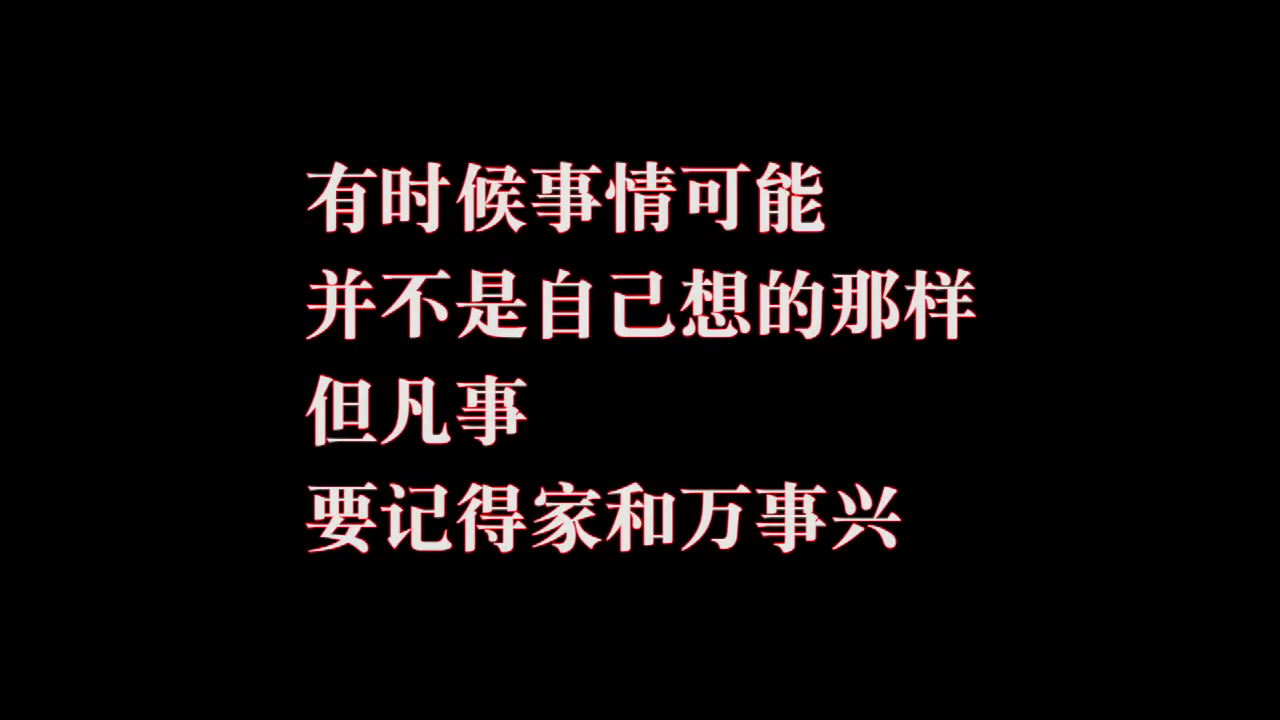 有时候事情可能
并不是自己想的那样
但凡事
要记得家和万事兴